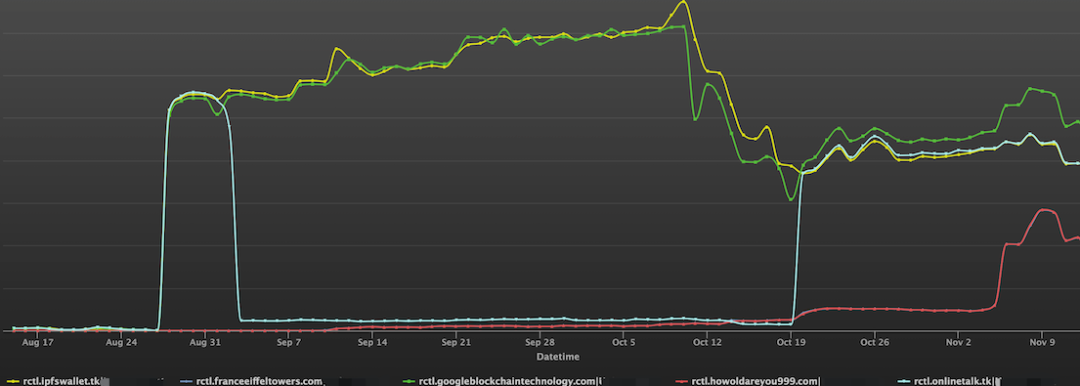 Aug 17 Aug 24 Aug 31 Sep 7 Sep 14 Sep 21 Sep 28 Oct 5 Oct 12 Oct 19 Oct 26 Nov 2 Nov 9
Datetime
rctl.ipfswallet.tk rctl.franceeiffeltowers.com rctl.googleblockchaintechnology.com| rctl.howoldareyou999.com| rctl.onlinetalk.tk|